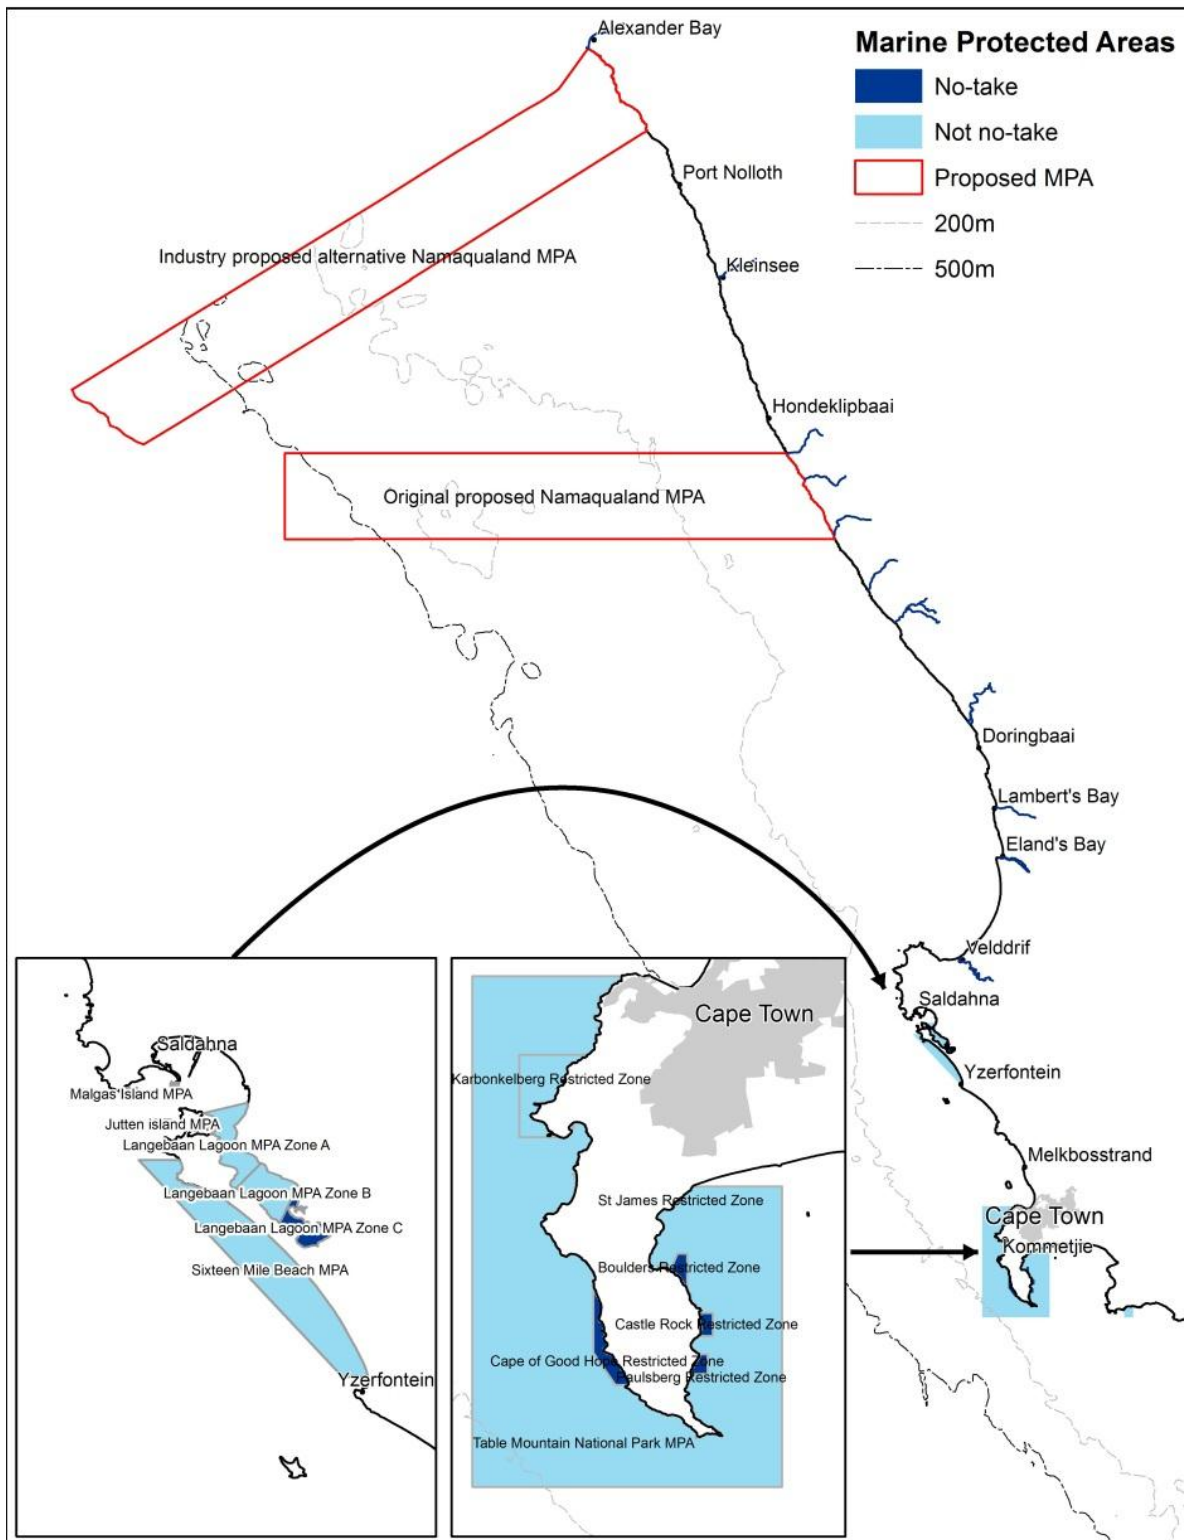 Alexander Bay
Marine Protected Areas
No-take
Not no-take
Proposed MPA
200m
500m
Port Nolloth
Industry proposed alternative Namaqualand MPA
Kleinsee
Hondeklipbaai
Original proposed Namaqualand MPA
Doringbaai
Lambert's Bay
Eland's Bay
Velddrif
Saldahna
Yzerfontein
Melkbosstrand
Cape Town
Kommetjie
Saldahna
Malgas Island MPA
Jutten island MPA
Langebaan Lagoon MPA Zone A
Langebaan Lagoon MPA Zone B
Langebaan Lagoon MPA Zone C
Sixteen Mile Beach MPA
Yzerfontein
Cape Town
Karbonkelberg Restricted Zone
St James Restricted Zone
Boulders Restricted Zone
Castle Rock Restricted Zone
Cape of Good Hope Restricted Zone
Paulsberg Restricted Zone
Table Mountain National Park MPA